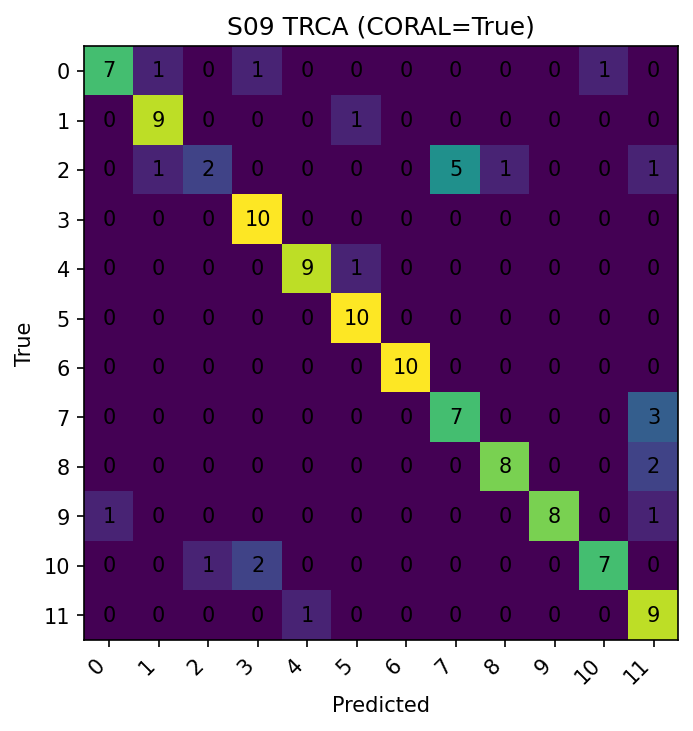 S09 TRCA (CORAL=True)
0 7 1 0 1 0 0 0 0 0 0 1 0
1 0 9 0 0 0 1 0 0 0 0 0 0
2 0 1 2 0 0 0 0 5 1 0 0 1
3 0 0 0 10 0 0 0 0 0 0 0 0
4 0 0 0 0 9 1 0 0 0 0 0 0
5 0 0 0 0 0 10 0 0 0 0 0 0
6 0 0 0 0 0 0 10 0 0 0 0 0
7 0 0 0 0 0 0 0 7 0 0 0 3
8 0 0 0 0 0 0 0 0 8 0 0 2
9 1 0 0 0 0 0 0 0 0 8 0 1
10 0 0 1 2 0 0 0 0 0 0 7 0
11 0 0 0 0 1 0 0 0 0 0 0 9
0 1 2 3 4 5 6 7 8 9 10 11
True
Predicted